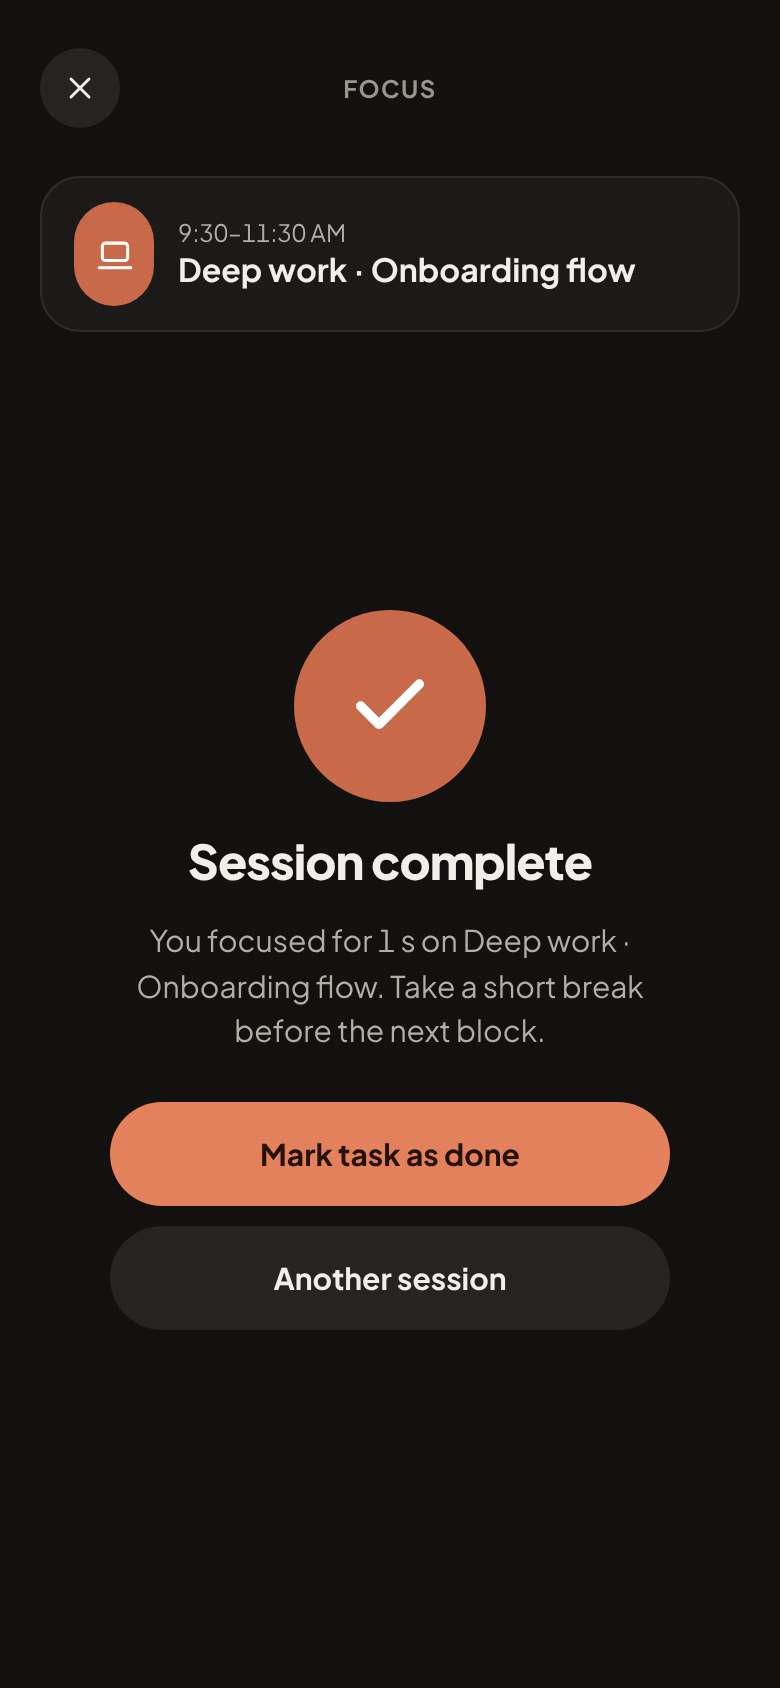 FOCUS
9:30–11:30 AM
Deep work · Onboarding flow
Session complete
You focused for 1 s on Deep work ·
Onboarding flow. Take a short break
before the next block.
Mark task as done
Another session